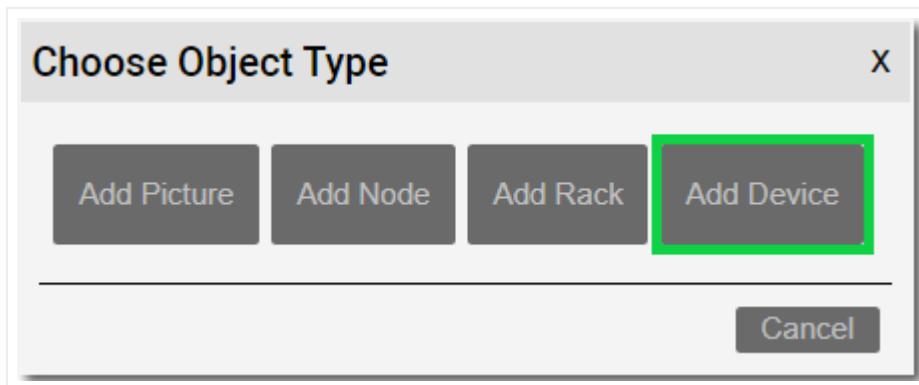 Choose Object Type X
Add Picture Add Node Add Rack Add Device
Cancel